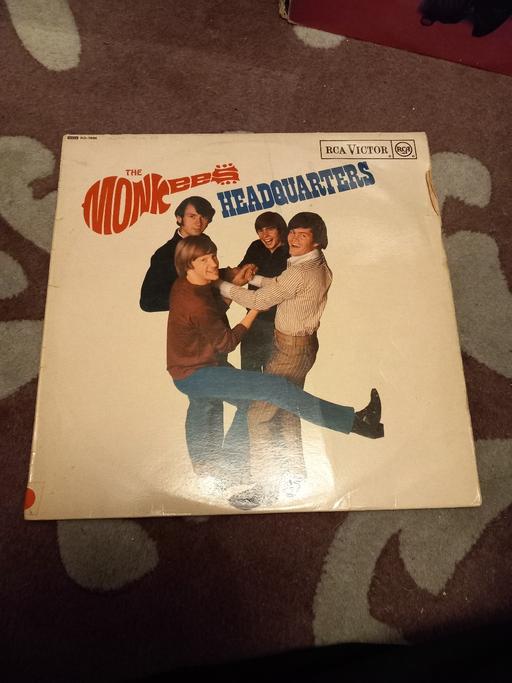 RCA VICTOR
RCA
THE
MONKEES
HEADQUARTERS